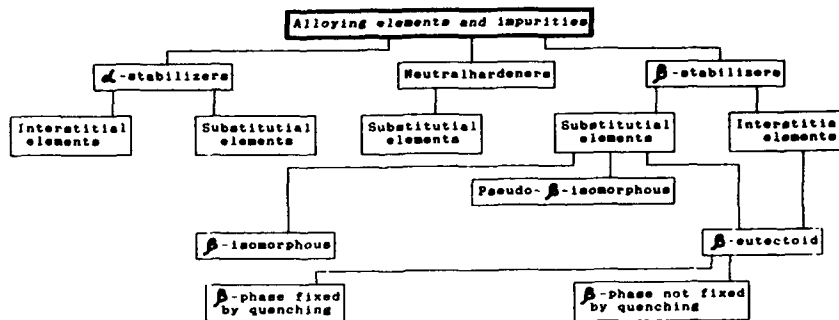 Alloying elements and impurities
α-stabilizers
Neutralhardeners
β-stabilizers
Interstitial
elements
Substitutial
elements
Substitutial
elements
Substitutial
elements
Interstitial
elements
Pseudo-β-isomorphous
β-isomorphous
β-eutectoid
β-phase fixed
by quenching
β-phase not fixed
by quenching